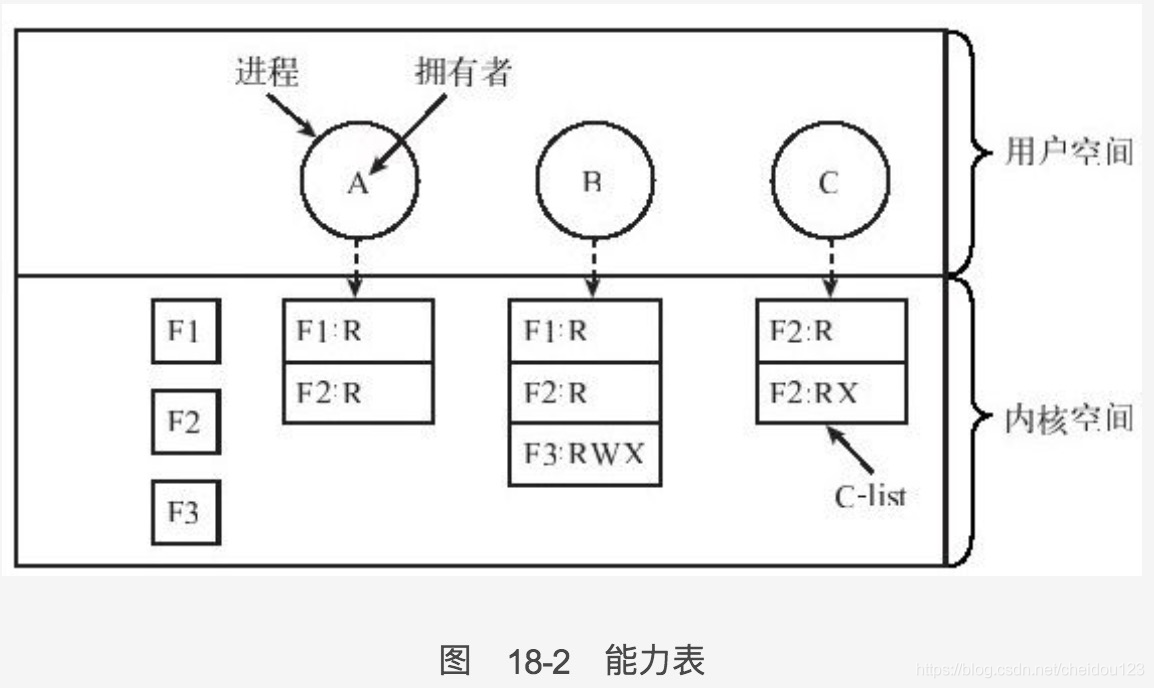 进程 拥有者
A B C
用户空间
F1 F1:R F1:R F2:R
F2:R F2:R F2:RX
F2
F3:RWX
内核空间
C-list
F3
图 18-2 能力表
https://blog.csdn.net/cheidou123